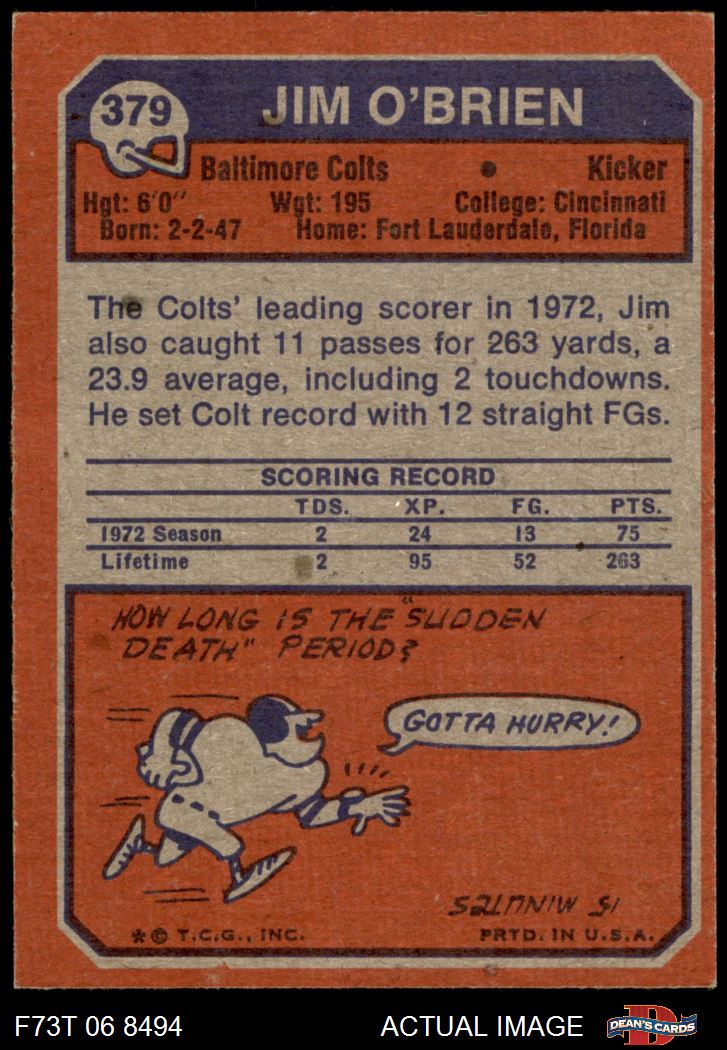 379
JIM O'BRIEN
Baltimore Colts • Kicker
Hgt: 6'0" Wgt: 195 College: Cincinnati
Born: 2-2-47 Home: Fort Lauderdale, Florida
The Colts' leading scorer in 1972, Jim
also caught 11 passes for 263 yards, a
23.9 average, including 2 touchdowns.
He set Colt record with 12 straight FGs.
SCORING RECORD
TDS. XP. FG. PTS.
1972 Season 2 24 13 75
Lifetime 2 95 52 263
HOW LONG IS THE "SUDDEN
DEATH" PERIOD?
GOTTA HURRY!
15 MINUTES
* © T.C.G., INC. PRTD. IN U.S.A.
F73T 06 8494 ACTUAL IMAGE DEAN'S CARDS